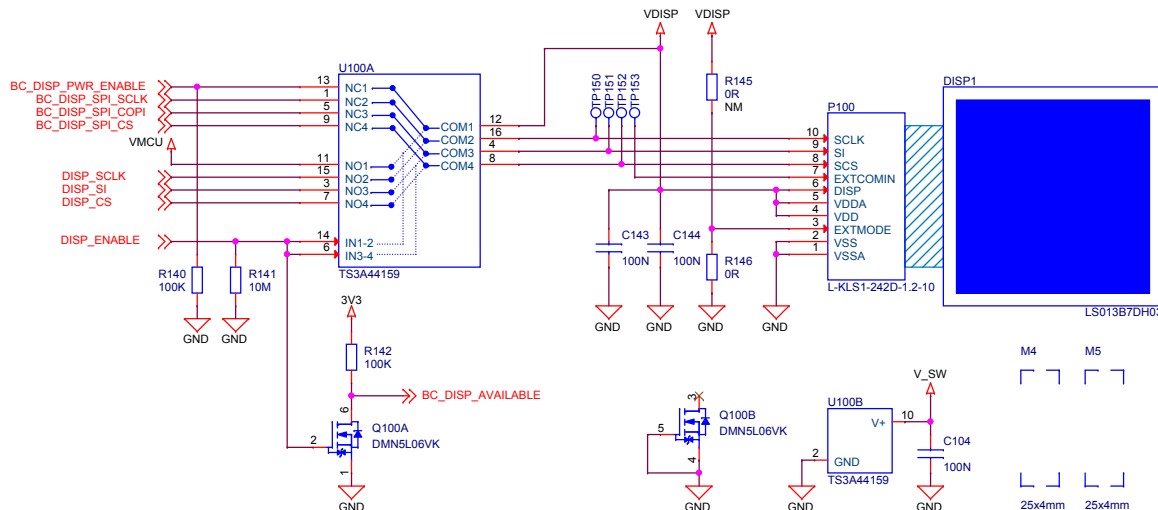 VDISP VDISP
U100A
DISP1
BC_DISP_PWR_ENABLE 13 NC1
BC_DISP_SPI_SCLK 1 NC2
BC_DISP_SPI_COPI 5 NC3
BC_DISP_SPI_CS 9 NC4
VMCU
COM1 12
COM2 16
COM3 4
COM4 8
TP150 TP151 TP152 TP153
R145
0R
NM
P100
10 SCLK
9 SI
8 SCS
7 EXTCOMIN
6 DISP
5 VDDA
4 VDD
3 EXTMODE
2 VSS
1 VSSA
11 NO1
DISP_SCLK 15 NO2
DISP_SI 3 NO3
DISP_CS 7 NO4
DISP_ENABLE 14 IN1-2
6 IN3-4
TS3A44159
R140
100K
R141
10M
C143
100N
C144
100N
R146
0R
L-KLS1-242D-1.2-10
LS013B7DH03
GND GND GND GND GND GND
3V3
R142
100K
BC_DISP_AVAILABLE
6
Q100A
DMN5L06VK
2
1
GND
3
Q100B
DMN5L06VK
5
4
GND
U100B
V+ 10
2 GND
TS3A44159
GND
V_SW
C104
100N
GND
M4 M5
25x4mm 25x4mm